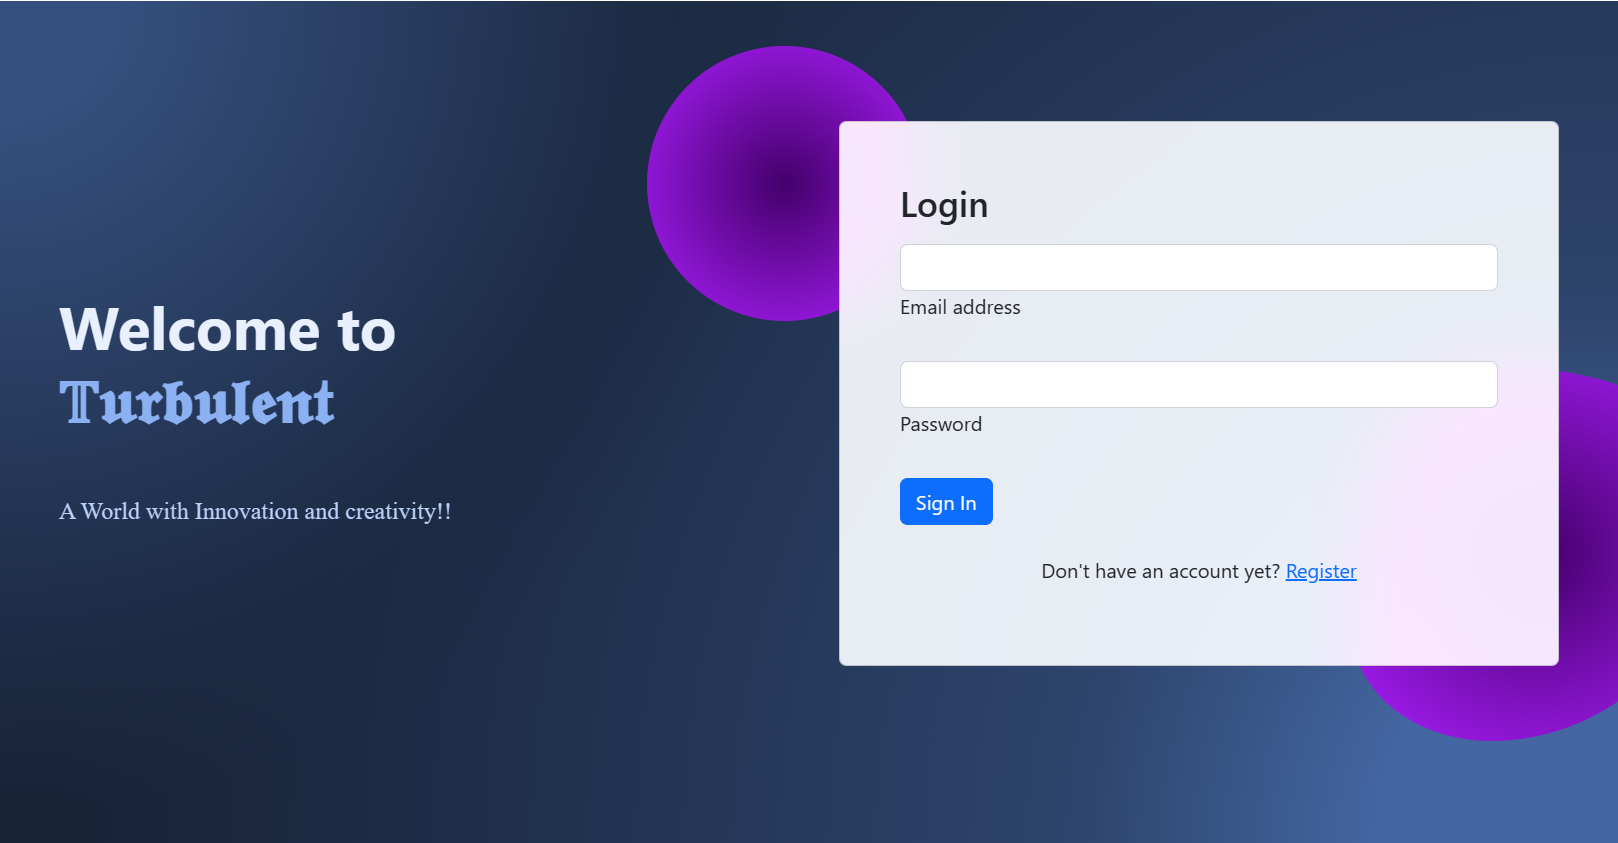 Welcome to
Turbulent
A World with Innovation and creativity!!
Login
Email address
Password
Sign In
Don't have an account yet? Register